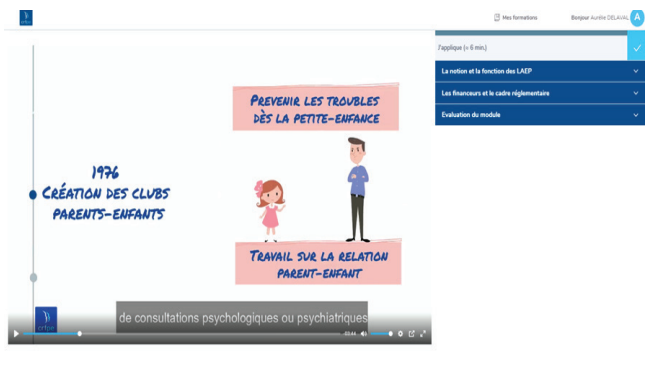 Mes formations
Bonjour Aurélie DELAVAL
A
J'applique (< 6 min.)
La notion et la fonction des LAEP
Les financeurs et le cadre réglementaire
Evaluation du module
PREVENIR LES TROUBLES
DÈS LA PETITE-ENFANCE
1976
CRÉATION DES CLUBS
PARENTS-ENFANTS
TRAVAIL SUR LA RELATION
PARENT-ENFANT
de consultations psychologiques ou psychiatriques